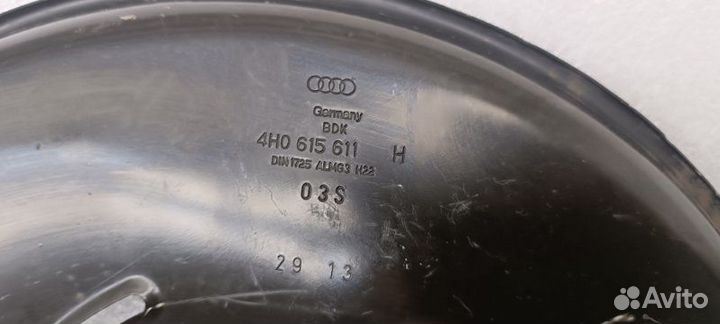 Germany
BDK
4H0 615 611 H
DIN1725 ALMG3 H22
03S
29 13
Avito